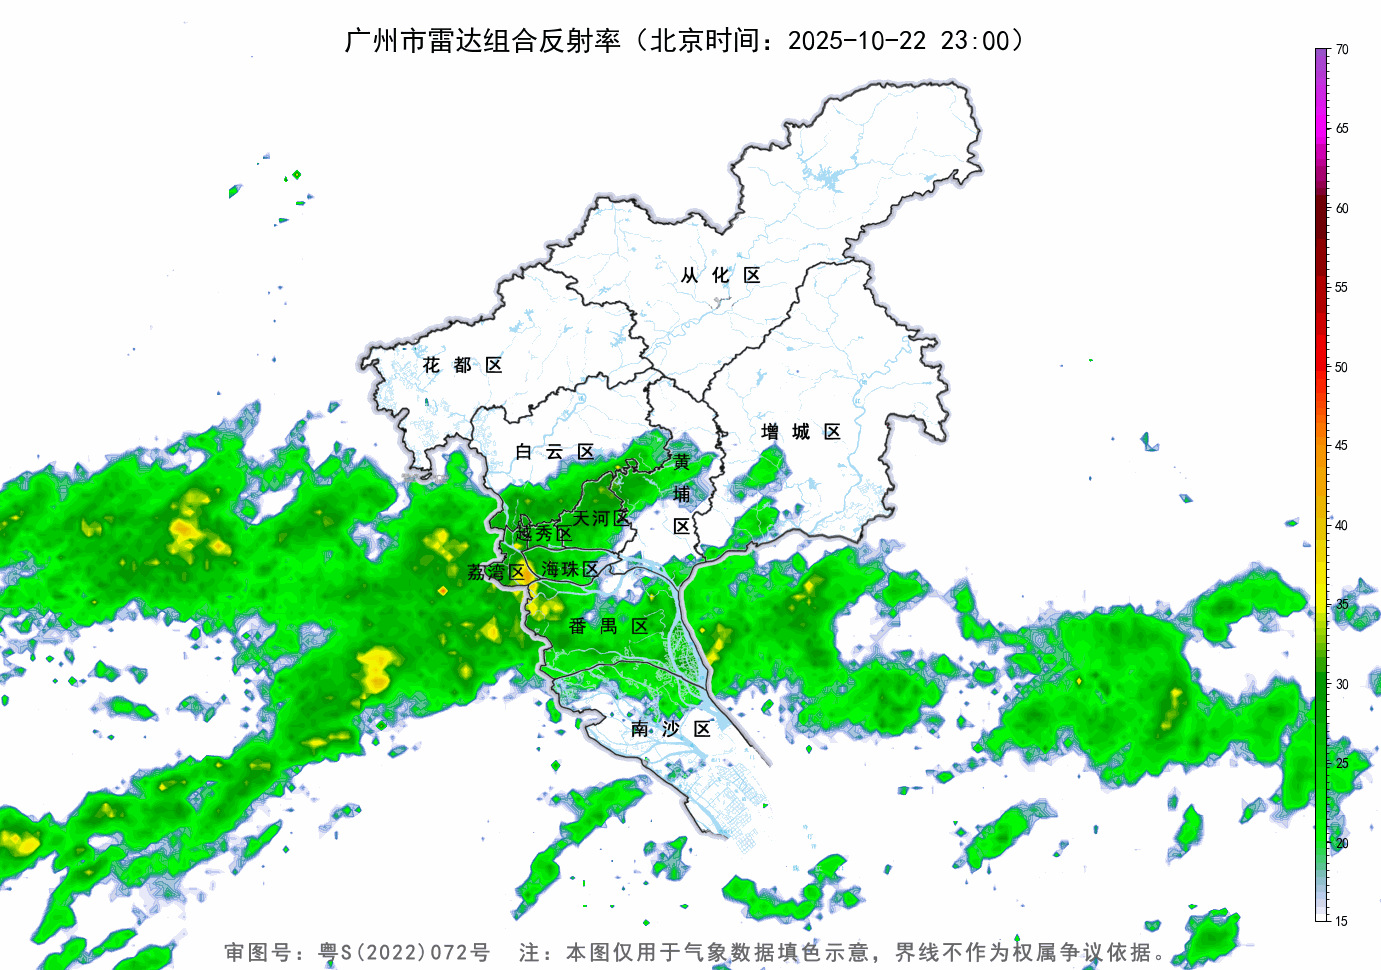 广州市雷达组合反射率（北京时间：2025-10-22 23:00）
70
65
60
55
50
45
40
35
30
25
20
15
从化区
花都区
增城区
白云区
黄埔区
天河区
越秀区
荔湾区
海珠区
番禺区
南沙区
审图号：粤S(2022)072号 注：本图仅用于气象数据填色示意，界线不作为权属争议依据。